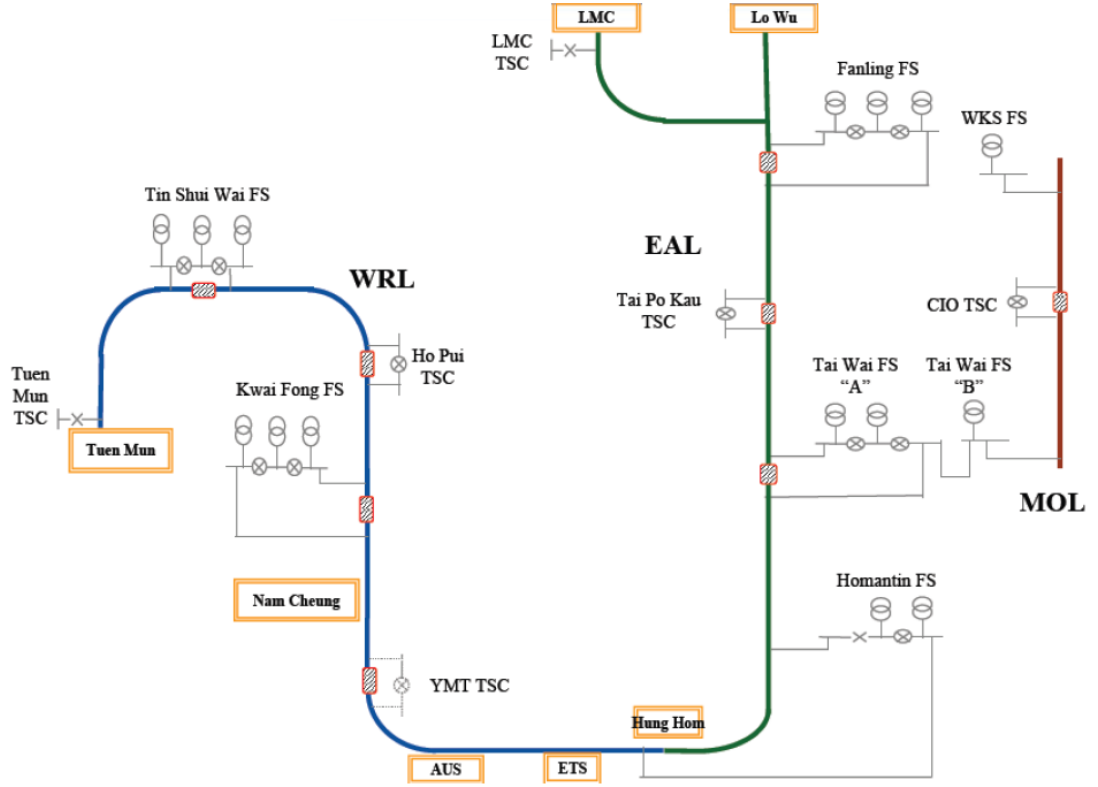 LMC
Lo Wu
LMC
TSC
Fanling FS
WKS FS
Tin Shui Wai FS
WRL
EAL
Tai Po Kau
TSC
CIO TSC
Ho Pui
TSC
Tai Wai FS
“A”
Tai Wai FS
“B”
Tuen
Mun
TSC
Kwai Fong FS
Tuen Mun
MOL
Nam Cheung
Homantin FS
YMT TSC
Hung Hom
AUS
ETS